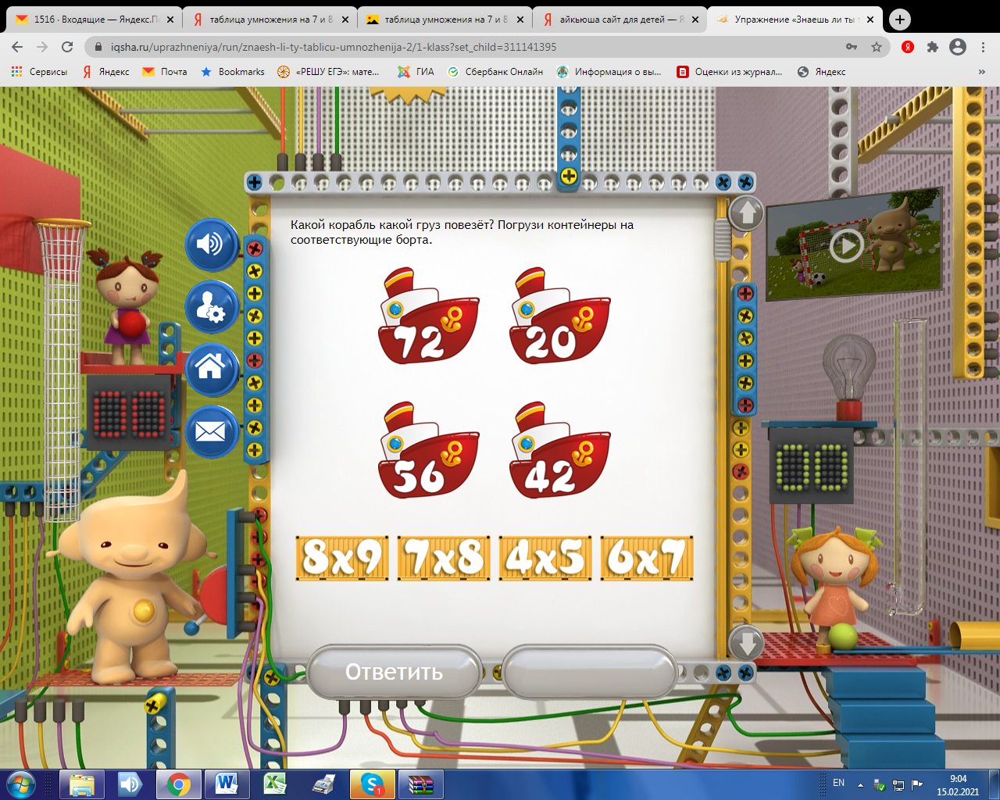 1516 · Входящие — Яндекс.П
таблица умножения на 7 и 8
таблица умножения на 7 и 8
айкьюша сайт для детей — Я
Упражнение «Знаешь ли ты т
iqsha.ru/uprazhneniya/run/znaesh-li-ty-tablicu-umnozhenija-2/1-klass?set_child=311141395
Сервисы
Яндекс
Почта
Bookmarks
«РЕШУ ЕГЭ»: мате...
ГИА
Сбербанк Онлайн
Информация о вы...
Оценки из журнал...
Яндекс
»
Какой корабль какой груз повезёт? Погрузи контейнеры на
соответствующие борта.
72 20
56 42
00
00
8x9 7x8 4x5 6x7
Ответить
EN
9:04
15.02.2021
1